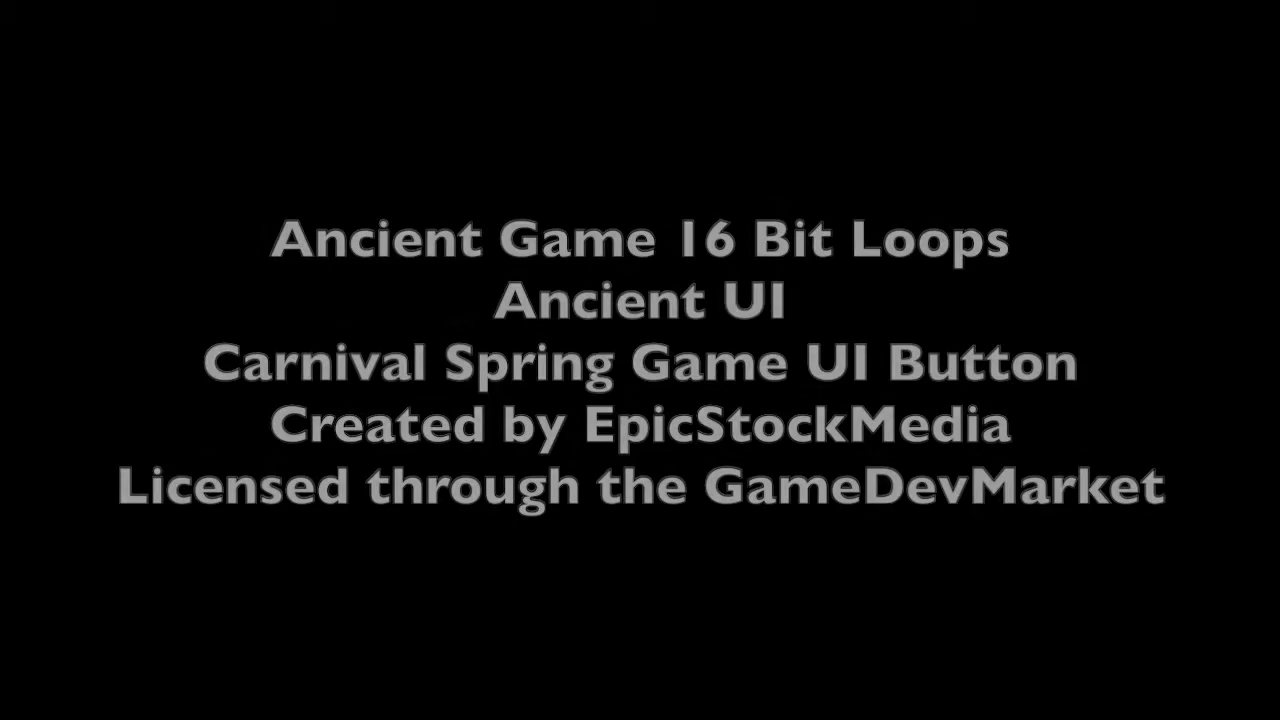 Ancient Game 16 Bit Loops
Ancient UI
Carnival Spring Game UI Button
Created by EpicStockMedia
Licensed through the GameDevMarket